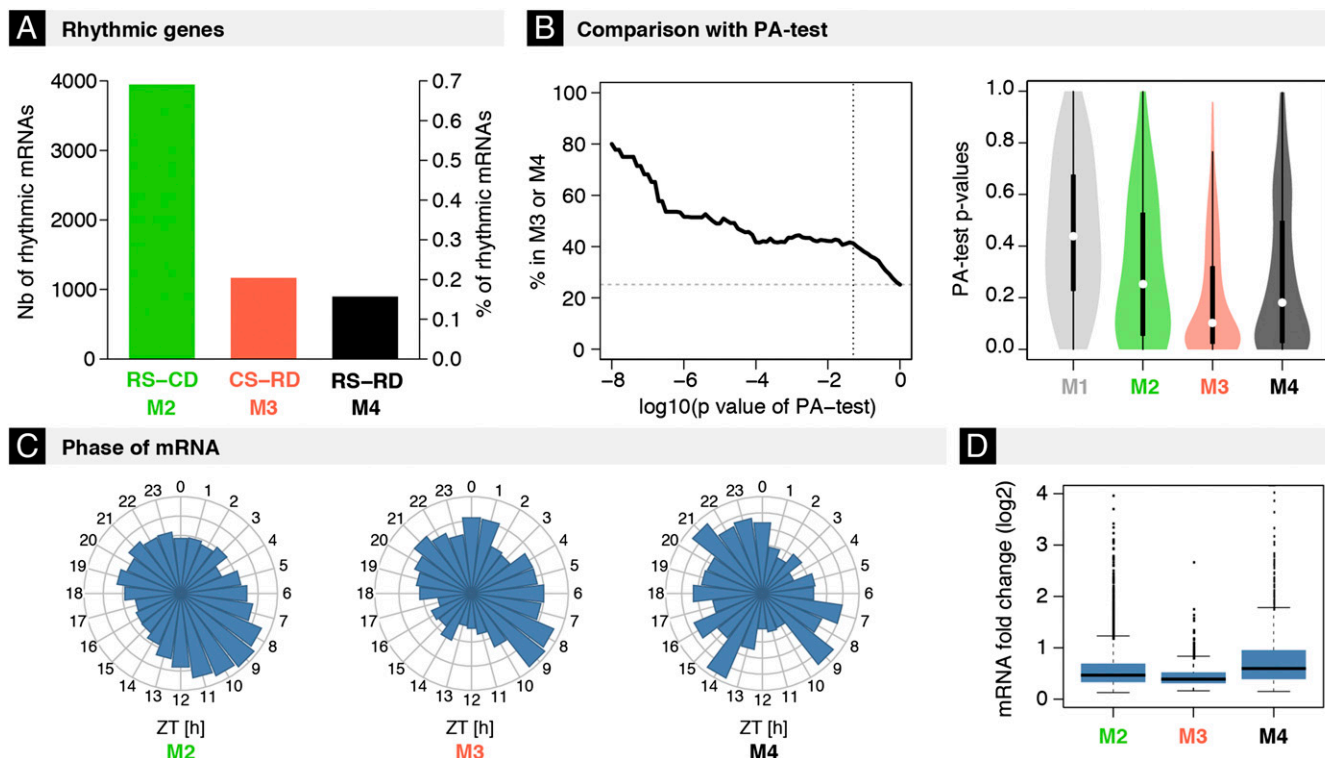 A Rhythmic genes
Nb of rhythmic mRNAs
4000
3000
2000
1000
0
0.7
0.6
0.5
0.4
0.3
0.2
0.1
0.0
% of rhythmic mRNAs
RS–CD CS–RD RS–RD
M2 M3 M4
B Comparison with PA-test
% in M3 or M4
100
80
60
40
20
0
−8 −6 −4 −2 0
log10(p value of PA–test)
PA-test p-values
1.0
0.8
0.6
0.4
0.2
0.0
M1 M2 M3 M4
C Phase of mRNA
0 1 2 3 4 5 6 7 8 9 10 11 12 13 14 15 16 17 18 19 20 21 22 23
ZT [h]
M2
0 1 2 3 4 5 6 7 8 9 10 11 12 13 14 15 16 17 18 19 20 21 22 23
ZT [h]
M3
0 1 2 3 4 5 6 7 8 9 10 11 12 13 14 15 16 17 18 19 20 21 22 23
ZT [h]
M4
D
mRNA fold change (log2)
4
3
2
1
0
M2 M3 M4